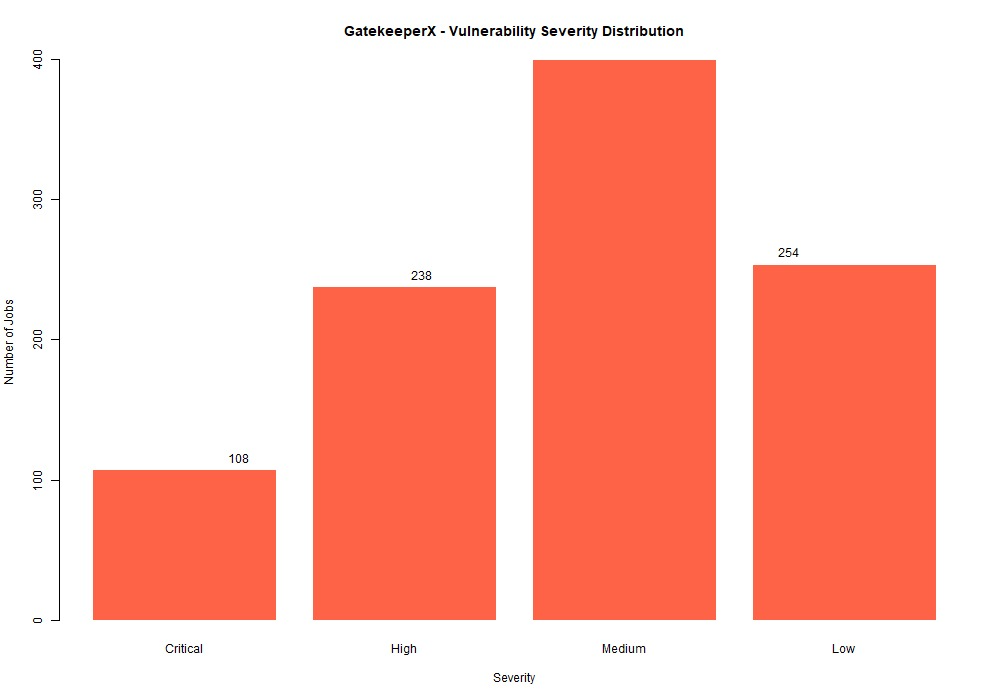 GatekeeperX - Vulnerability Severity Distribution
400
300
200
100
0
Number of Jobs
108
238
254
Critical
High
Medium
Low
Severity